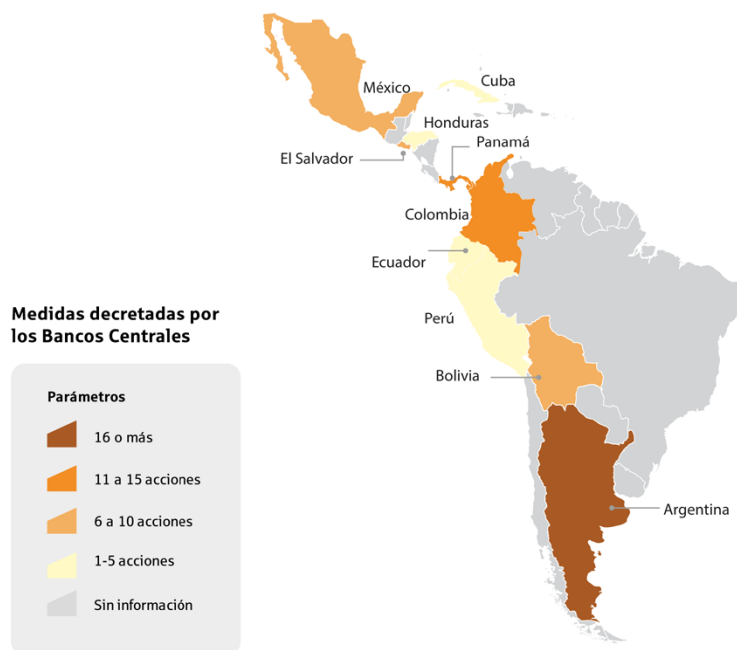 Cuba
México
Honduras
Panamá
El Salvador
Colombia
Ecuador
Medidas decretadas por
los Bancos Centrales
Perú
Bolivia
Parámetros
16 o más
11 a 15 acciones
Argentina
6 a 10 acciones
1-5 acciones
Sin información